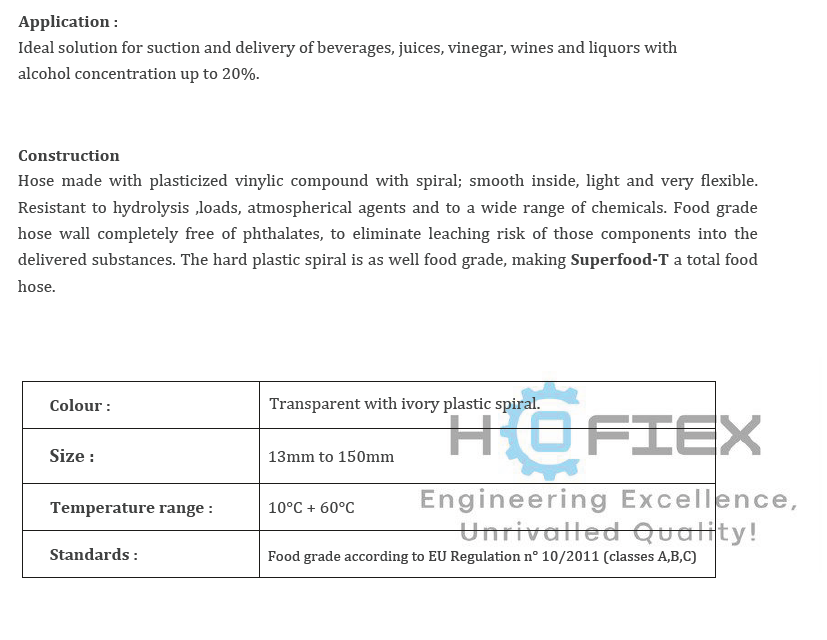 Application :
Ideal solution for suction and delivery of beverages, juices, vinegar, wines and liquors with
alcohol concentration up to 20%.
Construction
Hose made with plasticized vinylic compound with spiral; smooth inside, light and very flexible.
Resistant to hydrolysis ,loads, atmospherical agents and to a wide range of chemicals. Food grade
hose wall completely free of phthalates, to eliminate leaching risk of those components into the
delivered substances. The hard plastic spiral is as well food grade, making Superfood-T a total food
hose.
Colour : Transparent with ivory plastic spiral.
HOFIEX
Size : 13mm to 150mm
Engineering Excellence,
Temperature range : 10°C + 60°C
Unrivalled Quality!
Standards : Food grade according to EU Regulation n° 10/2011 (classes A,B,C)